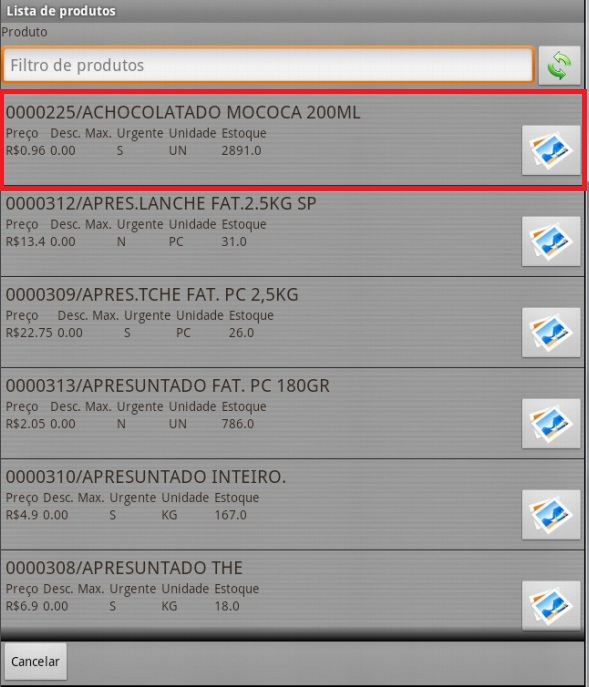 Lista de produtos
Produto
Filtro de produtos
0000225/ACHOCOLATADO MOCOCA 200ML
Preço Desc. Max. Urgente Unidade Estoque
R$0.96 0.00 S UN 2891.0
0000312/APRES.LANCHE FAT.2.5KG SP
Preço Desc. Max. Urgente Unidade Estoque
R$13.4 0.00 N PC 31.0
0000309/APRES.TCHE FAT. PC 2,5KG
Preço Desc. Max. Urgente Unidade Estoque
R$22.75 0.00 S PC 26.0
0000313/APRESUNTADO FAT. PC 180GR
Preço Desc. Max. Urgente Unidade Estoque
R$2.05 0.00 N UN 786.0
0000310/APRESUNTADO INTEIRO.
Preço Desc. Max. Urgente Unidade Estoque
R$4.9 0.00 S KG 167.0
0000308/APRESUNTADO THE
Preço Desc. Max. Urgente Unidade Estoque
R$6.9 0.00 S KG 18.0
Cancelar